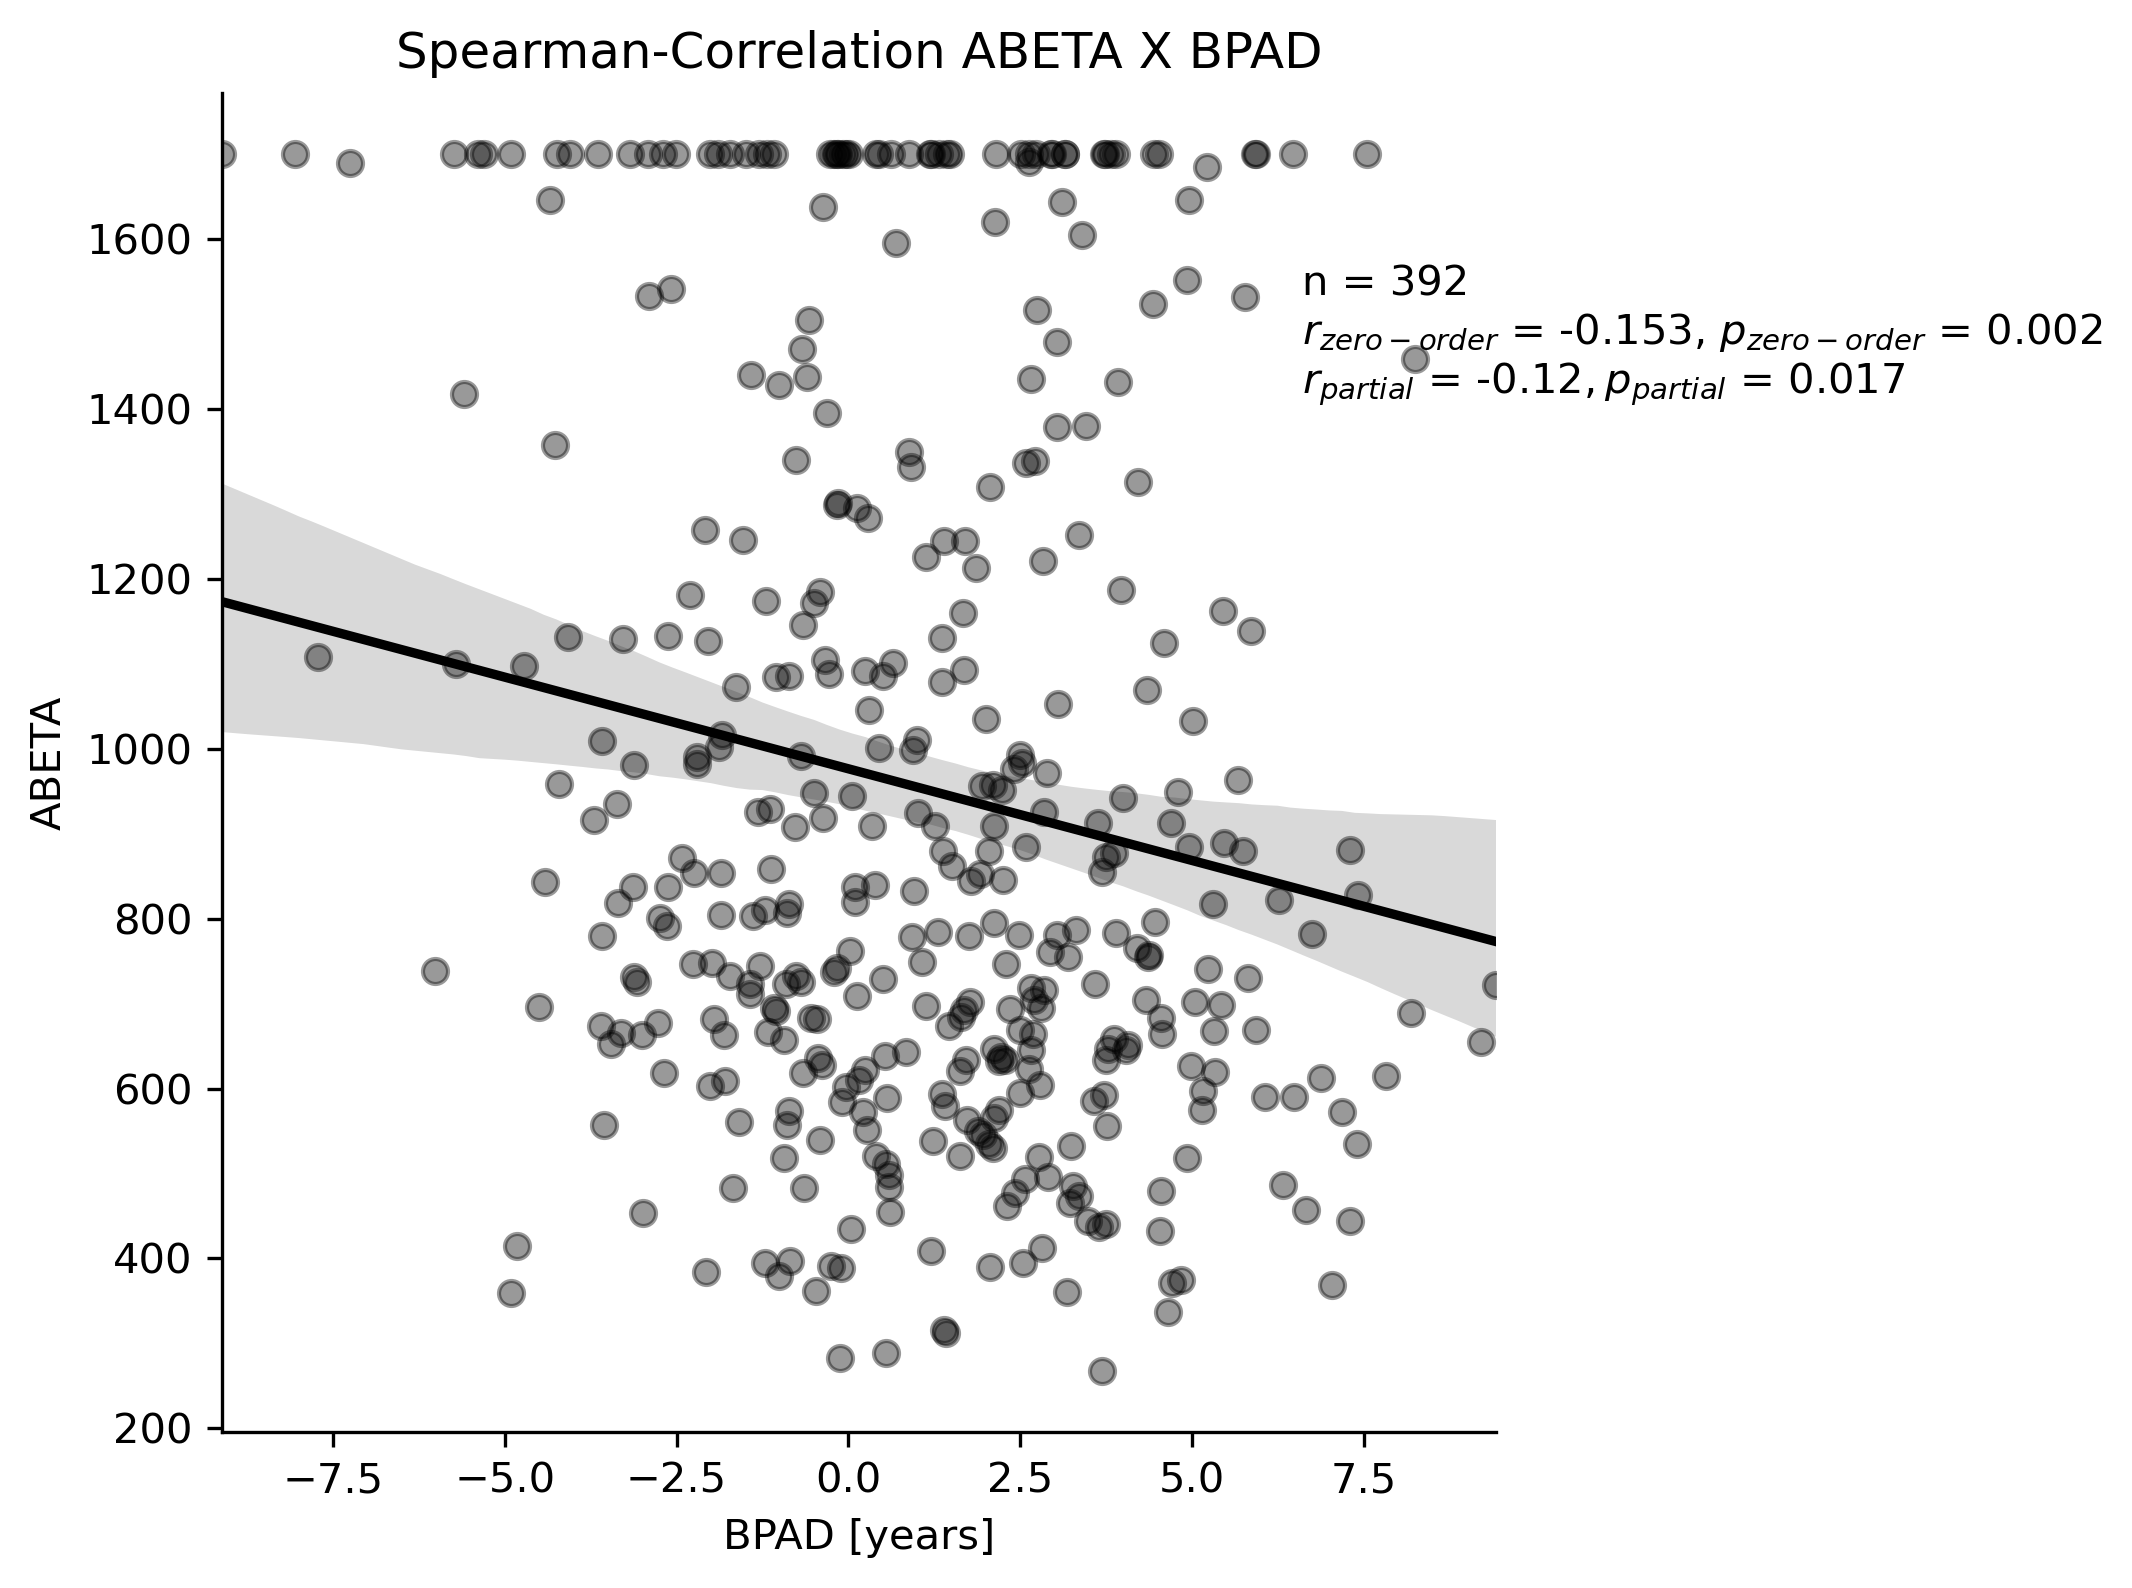 Spearman-Correlation ABETA X BPAD
n = 392
r_zero−order = -0.153, p_zero−order = 0.002
r_partial = -0.12, p_partial = 0.017
ABETA
1600
1400
1200
1000
800
600
400
200
−7.5 −5.0 −2.5 0.0 2.5 5.0 7.5
BPAD [years]